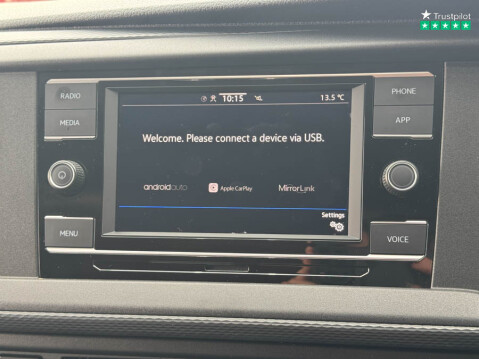 Trustpilot
RADIO
MEDIA
MENU
10:15
13.5 °C
Welcome. Please connect a device via USB.
androidauto
Apple CarPlay
MirrorLink
Settings
PHONE
APP
VOICE